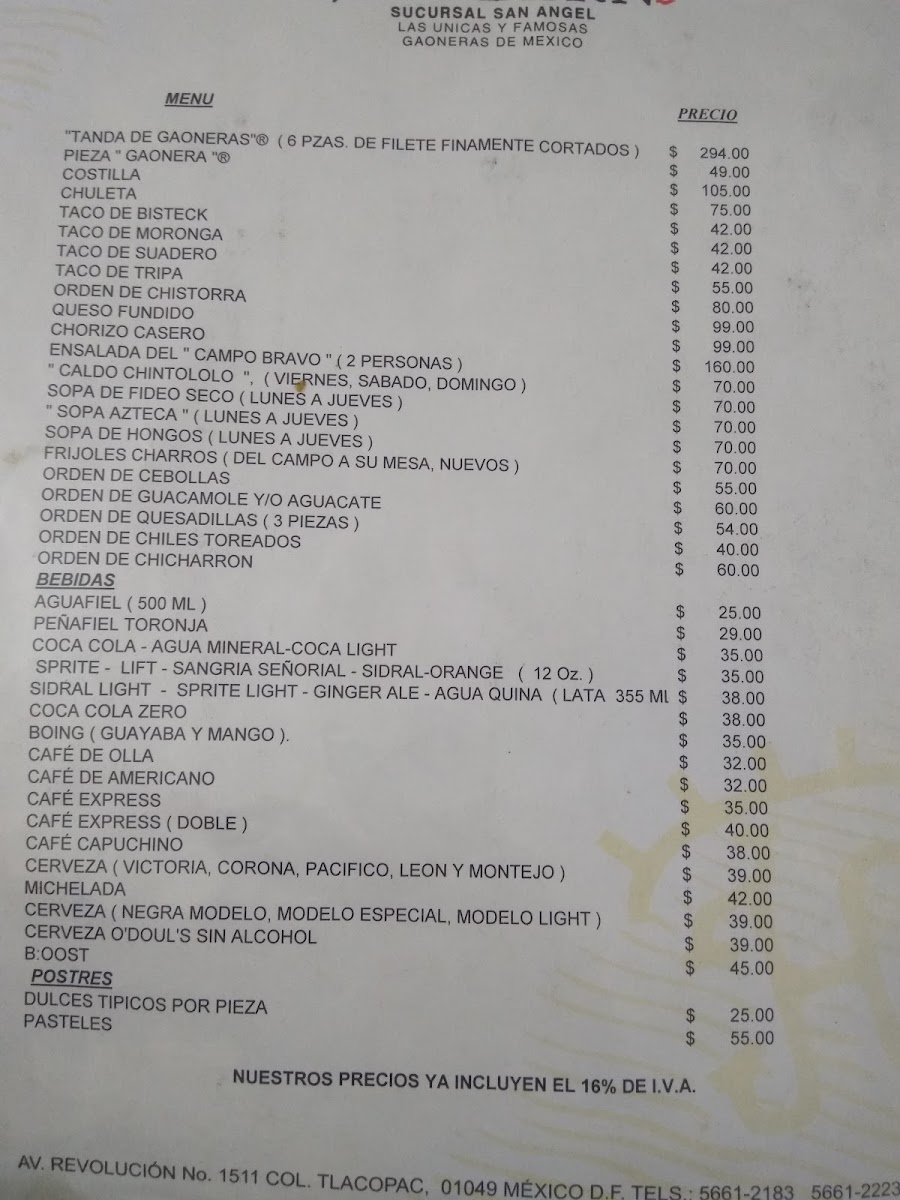 SUCURSAL SAN ANGEL
LAS UNICAS Y FAMOSAS
GAONERAS DE MEXICO
MENU PRECIO
"TANDA DE GAONERAS"® ( 6 PZAS. DE FILETE FINAMENTE CORTADOS ) $ 294.00
PIEZA " GAONERA "® $ 49.00
COSTILLA $ 105.00
CHULETA $ 75.00
TACO DE BISTECK $ 42.00
TACO DE MORONGA $ 42.00
TACO DE SUADERO $ 42.00
TACO DE TRIPA $ 55.00
ORDEN DE CHISTORRA $ 80.00
QUESO FUNDIDO $ 99.00
CHORIZO CASERO $ 99.00
ENSALADA DEL " CAMPO BRAVO " ( 2 PERSONAS ) $ 160.00
" CALDO CHINTOLOLO ", ( VIERNES, SABADO, DOMINGO ) $ 70.00
SOPA DE FIDEO SECO ( LUNES A JUEVES ) $ 70.00
" SOPA AZTECA " ( LUNES A JUEVES ) $ 70.00
SOPA DE HONGOS ( LUNES A JUEVES ) $ 70.00
FRIJOLES CHARROS ( DEL CAMPO A SU MESA, NUEVOS ) $ 70.00
ORDEN DE CEBOLLAS $ 55.00
ORDEN DE GUACAMOLE Y/O AGUACATE $ 60.00
ORDEN DE QUESADILLAS ( 3 PIEZAS ) $ 54.00
ORDEN DE CHILES TOREADOS $ 40.00
ORDEN DE CHICHARRON $ 60.00
BEBIDAS
AGUAFIEL ( 500 ML ) $ 25.00
PEÑAFIEL TORONJA $ 29.00
COCA COLA - AGUA MINERAL-COCA LIGHT $ 35.00
SPRITE - LIFT - SANGRIA SEÑORIAL - SIDRAL-ORANGE ( 12 Oz. ) $ 35.00
SIDRAL LIGHT - SPRITE LIGHT - GINGER ALE - AGUA QUINA ( LATA 355 ML $ 38.00
COCA COLA ZERO $ 38.00
BOING ( GUAYABA Y MANGO ). $ 35.00
CAFÉ DE OLLA $ 32.00
CAFÉ DE AMERICANO $ 32.00
CAFÉ EXPRESS $ 35.00
CAFÉ EXPRESS ( DOBLE ) $ 40.00
CAFÉ CAPUCHINO $ 38.00
CERVEZA ( VICTORIA, CORONA, PACIFICO, LEON Y MONTEJO ) $ 39.00
MICHELADA $ 42.00
CERVEZA ( NEGRA MODELO, MODELO ESPECIAL, MODELO LIGHT ) $ 39.00
CERVEZA O'DOUL'S SIN ALCOHOL $ 39.00
B:OOST $ 45.00
POSTRES
DULCES TIPICOS POR PIEZA $ 25.00
PASTELES $ 55.00
NUESTROS PRECIOS YA INCLUYEN EL 16% DE I.V.A.
AV. REVOLUCIÓN No. 1511 COL. TLACOPAC, 01049 MÉXICO D.F. TELS.: 5661-2183 5661-2223